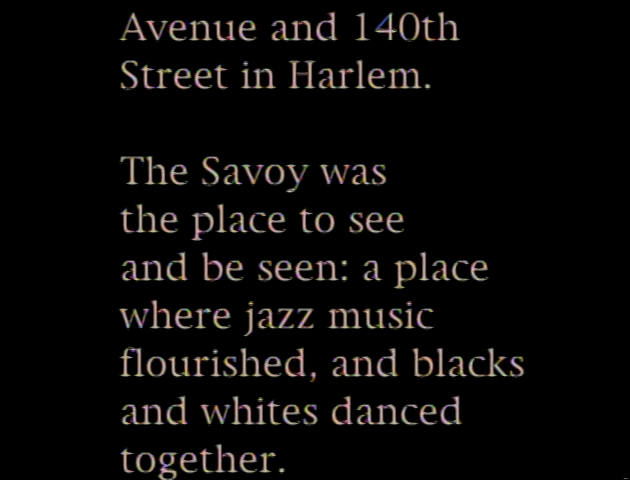 Avenue and 140th
Street in Harlem.
The Savoy was
the place to see
and be seen: a place
where jazz music
flourished, and blacks
and whites danced
together.